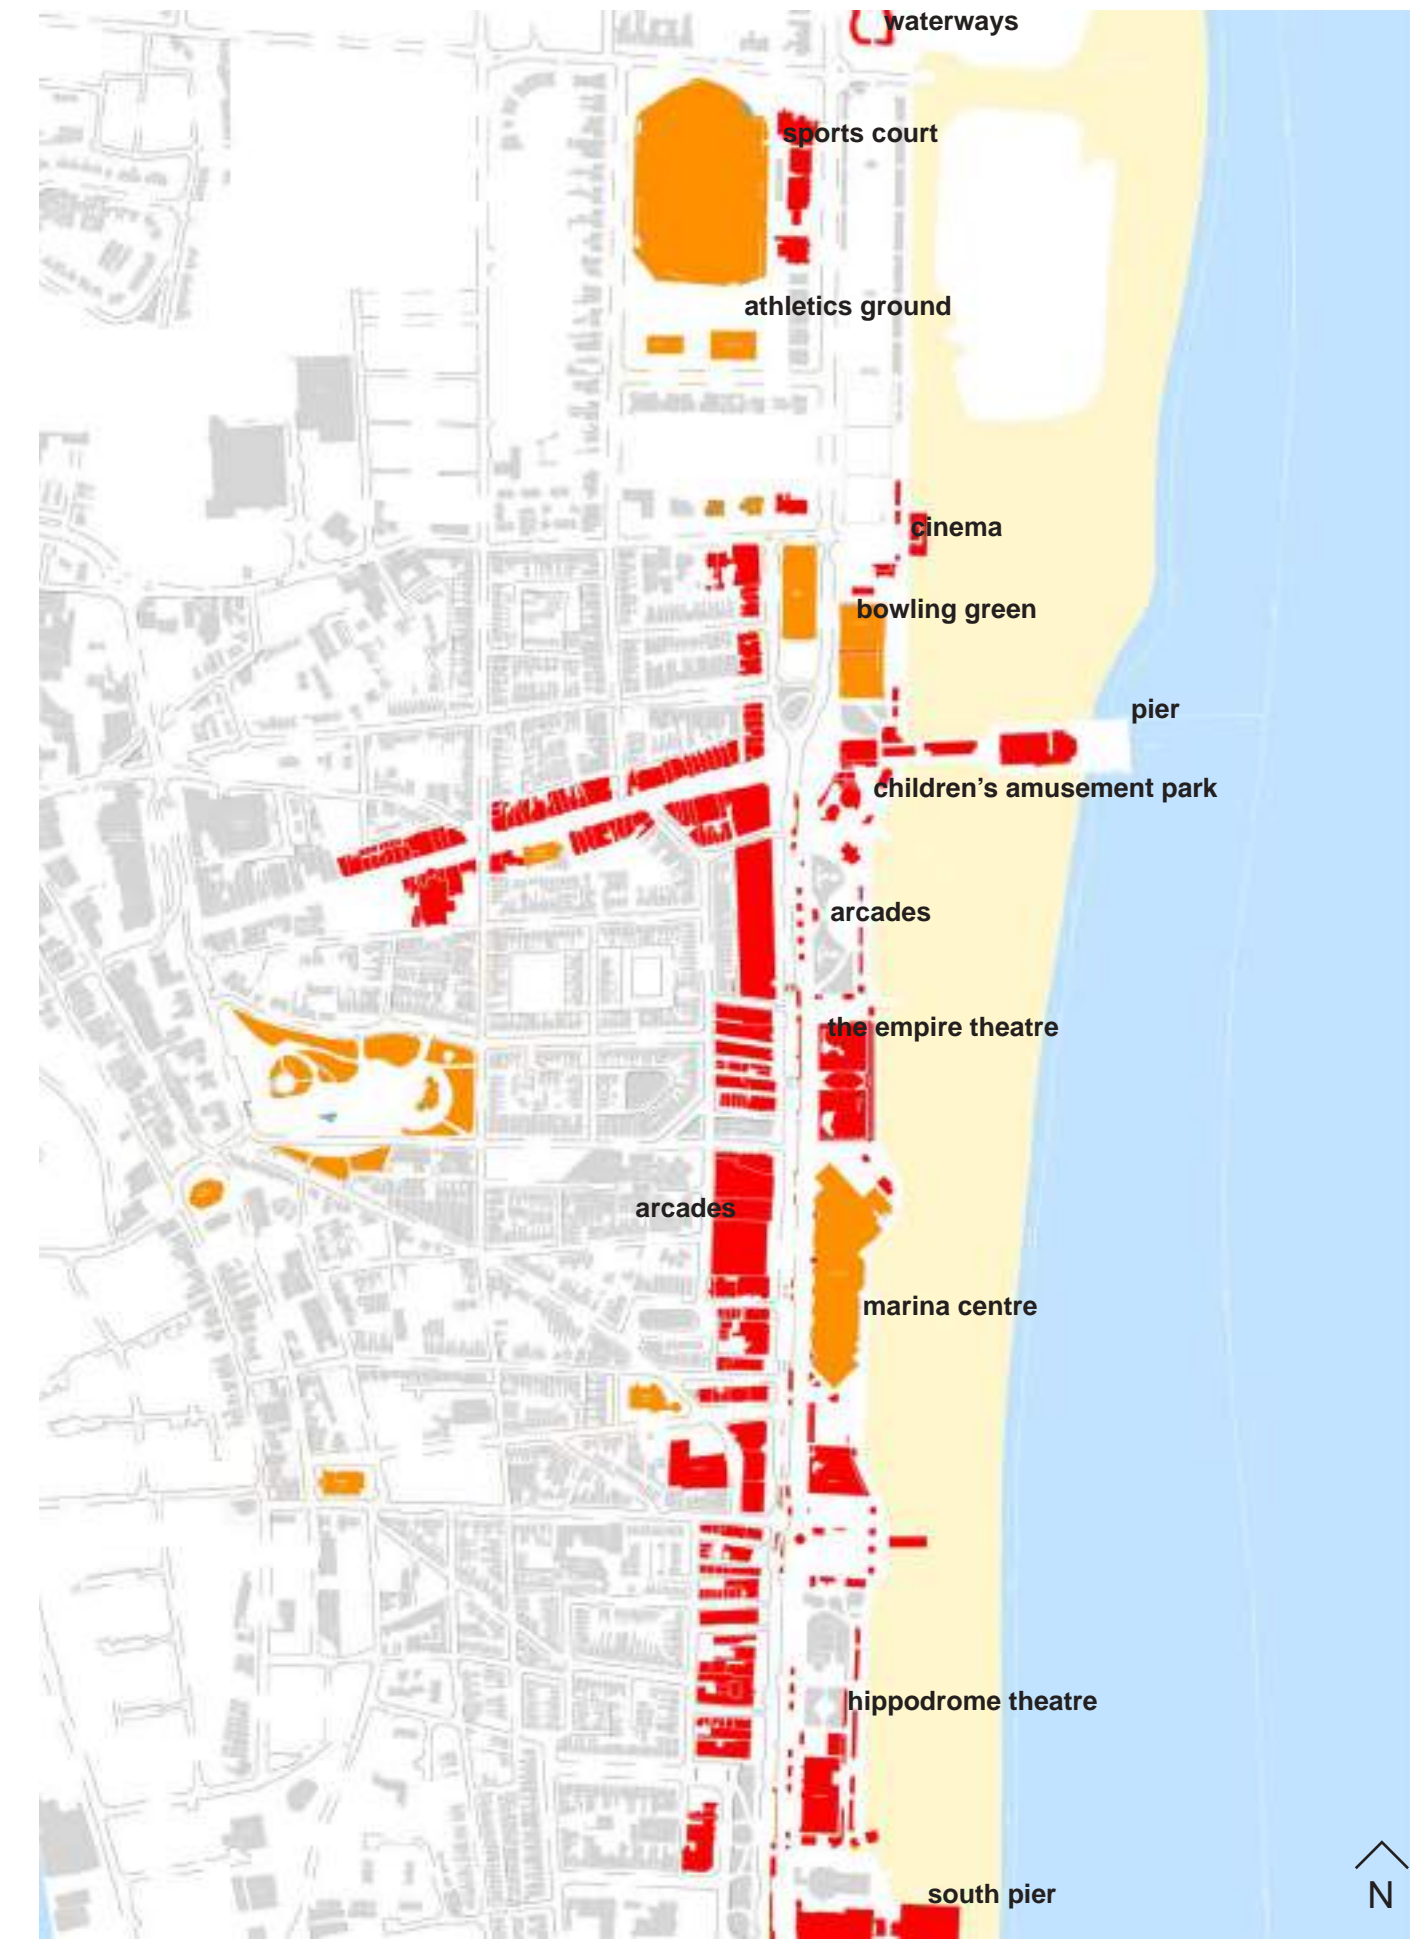 waterways
sports court
athletics ground
cinema
bowling green
pier
children's amusement park
arcades
the empire theatre
arcades
marina centre
hippodrome theatre
south pier
N